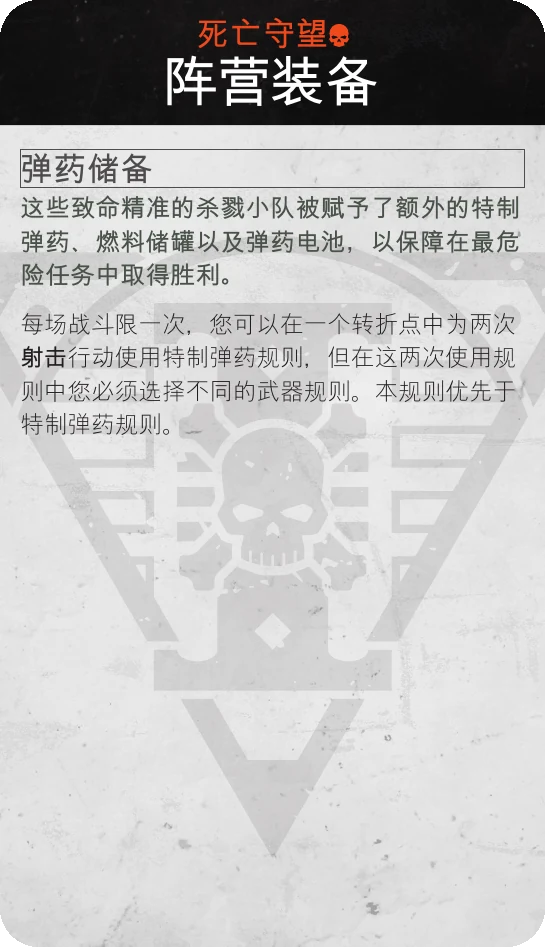 死亡守望
阵营装备
弹药储备
这些致命精准的杀戮小队被赋予了额外的特制
弹药、燃料储罐以及弹药电池，以保障在最危
险任务中取得胜利。
每场战斗限一次，您可以在一个转折点中为两次
射击行动使用特制弹药规则，但在这两次使用规
则中您必须选择不同的武器规则。本规则优先于
特制弹药规则。